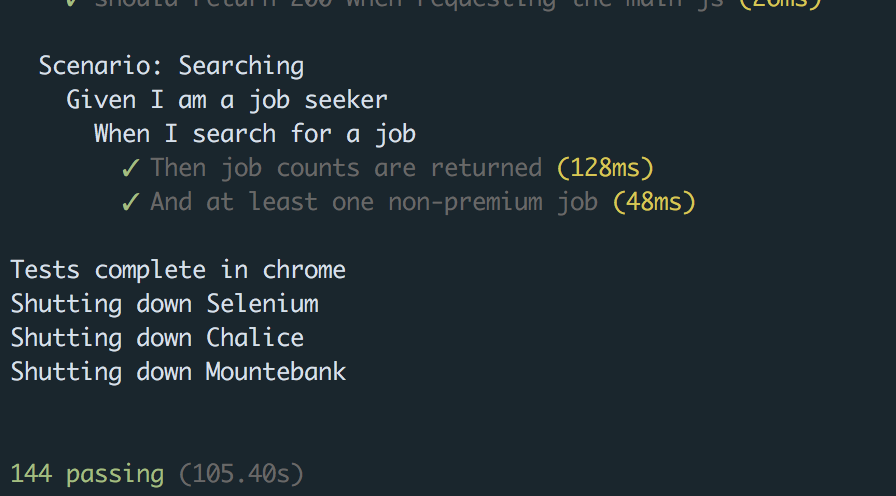 ✓ should return 200 when requesting the main js (26ms)
Scenario: Searching
Given I am a job seeker
When I search for a job
✓ Then job counts are returned (128ms)
✓ And at least one non-premium job (48ms)
Tests complete in chrome
Shutting down Selenium
Shutting down Chalice
Shutting down Mountebank
144 passing (105.40s)